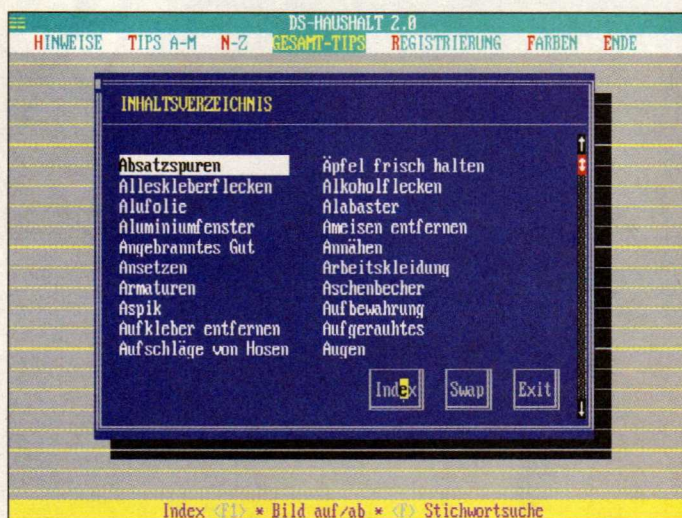 DS-HAUSHALT 2.0
HINWEISE TIPS A-M N-Z GESAMT-TIPS REGISTRIERUNG FARBEN ENDE
INHALTSVERZEICHNIS
Absatzspuren Äpfel frisch halten
Alleskleberflecken Alkoholflecken
Alufolie Alabaster
Aluminiumfenster Ameisen entfernen
Angebranntes Gut Annähen
Ansetzen Arbeitskleidung
Armaturen Aschenbecher
Aspik Aufbewahrung
Aufkleber entfernen Aufgerauhtes
Aufschläge von Hosen Augen
Index Swap Exit
Index <F1> * Bild auf/ab * <F> Stichwortsuche